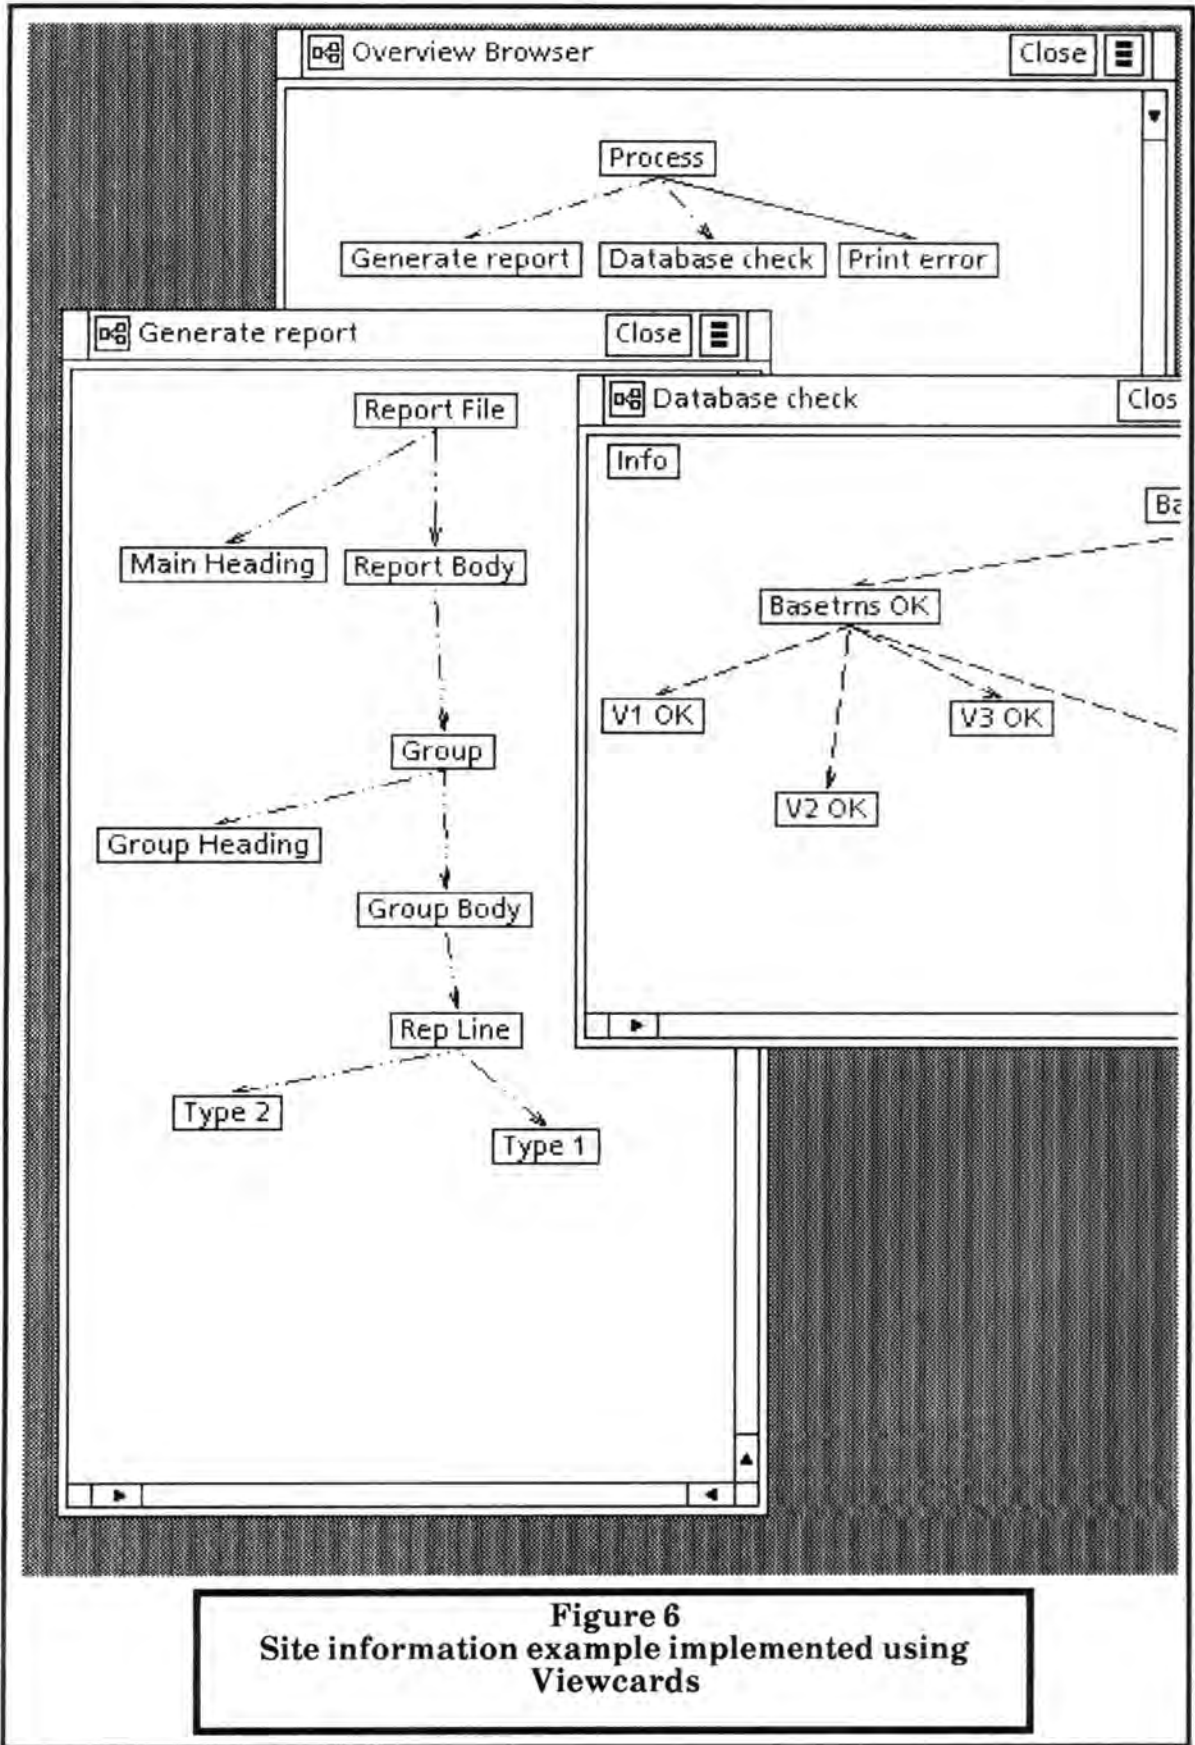 Overview Browser
Close
Process
Generate report
Database check
Print error
Generate report
Close
Report File
Main Heading
Report Body
Group
Group Heading
Group Body
Rep Line
Type 2
Type 1
Database check
Clos
Info
Ba
Basetrns OK
V1 OK
V3 OK
V2 OK
Figure 6
Site information example implemented using
Viewcards